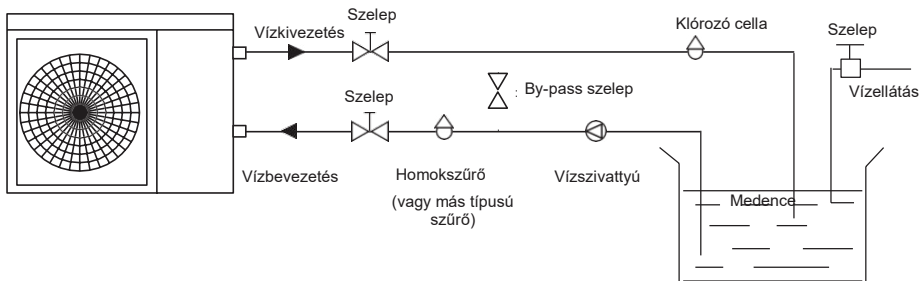 Szelep
Vízkivezetés
Klórozó cella
Szelep
Vízellátás
By-pass szelep
:
Szelep
Vízbevezetés
Homokszűrő
(vagy más típusú
szűrő)
Vízszivattyú
Medence